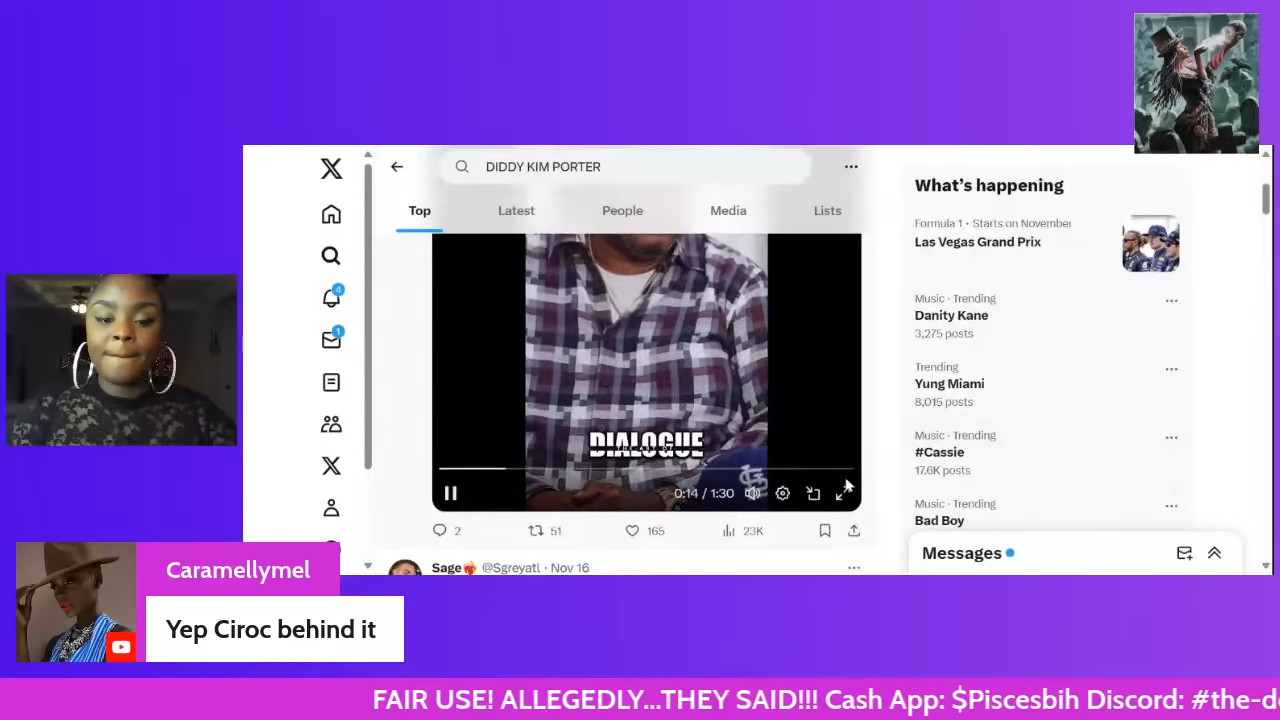 DIDDY KIM PORTER
Top
Latest
People
Media
Lists
DIALOGUE
0:14 / 1:30
2
51
165
23K
Sage @Sgreyatl · Nov 16
4
1
What's happening
Formula 1 · Starts on November
Las Vegas Grand Prix
Music · Trending
Danity Kane
3,275 posts
Trending
Yung Miami
8,015 posts
Music · Trending
#Cassie
17.6K posts
Music · Trending
Bad Boy
Messages
Caramellymel
Yep Ciroc behind it
FAIR USE! ALLEGEDLY...THEY SAID!!! Cash App: $Piscesbih Discord: #the-d